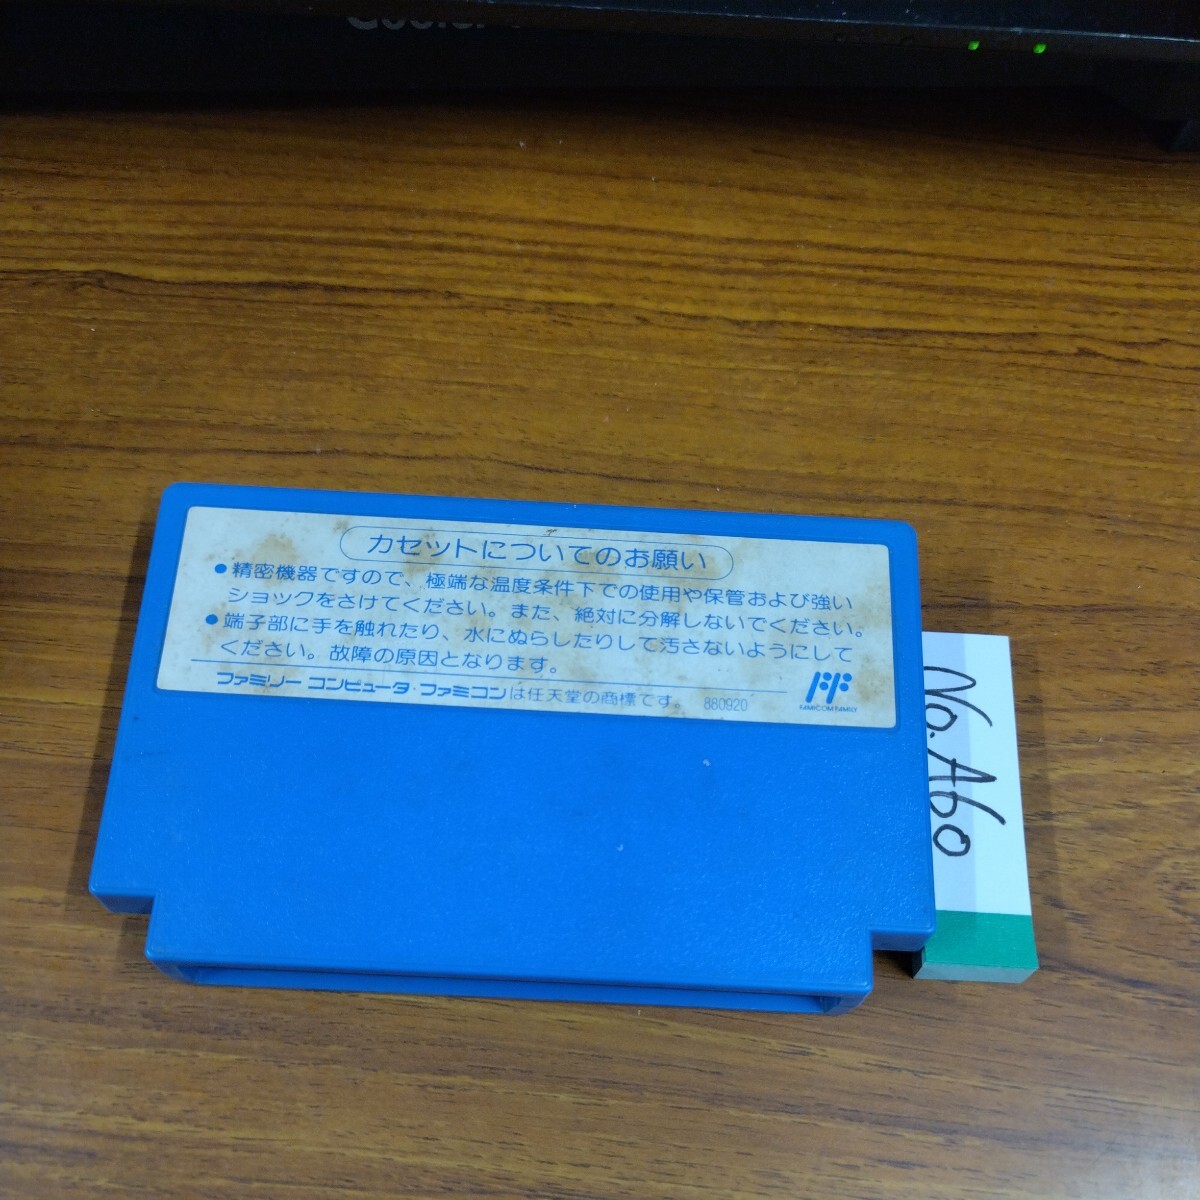 カセットについてのお願い
●精密機器ですので、極端な温度条件下での使用や保管および強い
ショックをさけてください。また、絶対に分解しないでください。
●端子部に手を触れたり、水にぬらしたりして汚さないようにして
ください。故障の原因となります。
ファミリー コンピュータ・ファミコンは任天堂の商標です。 880920
FAMICOM FAMILY
No.A60